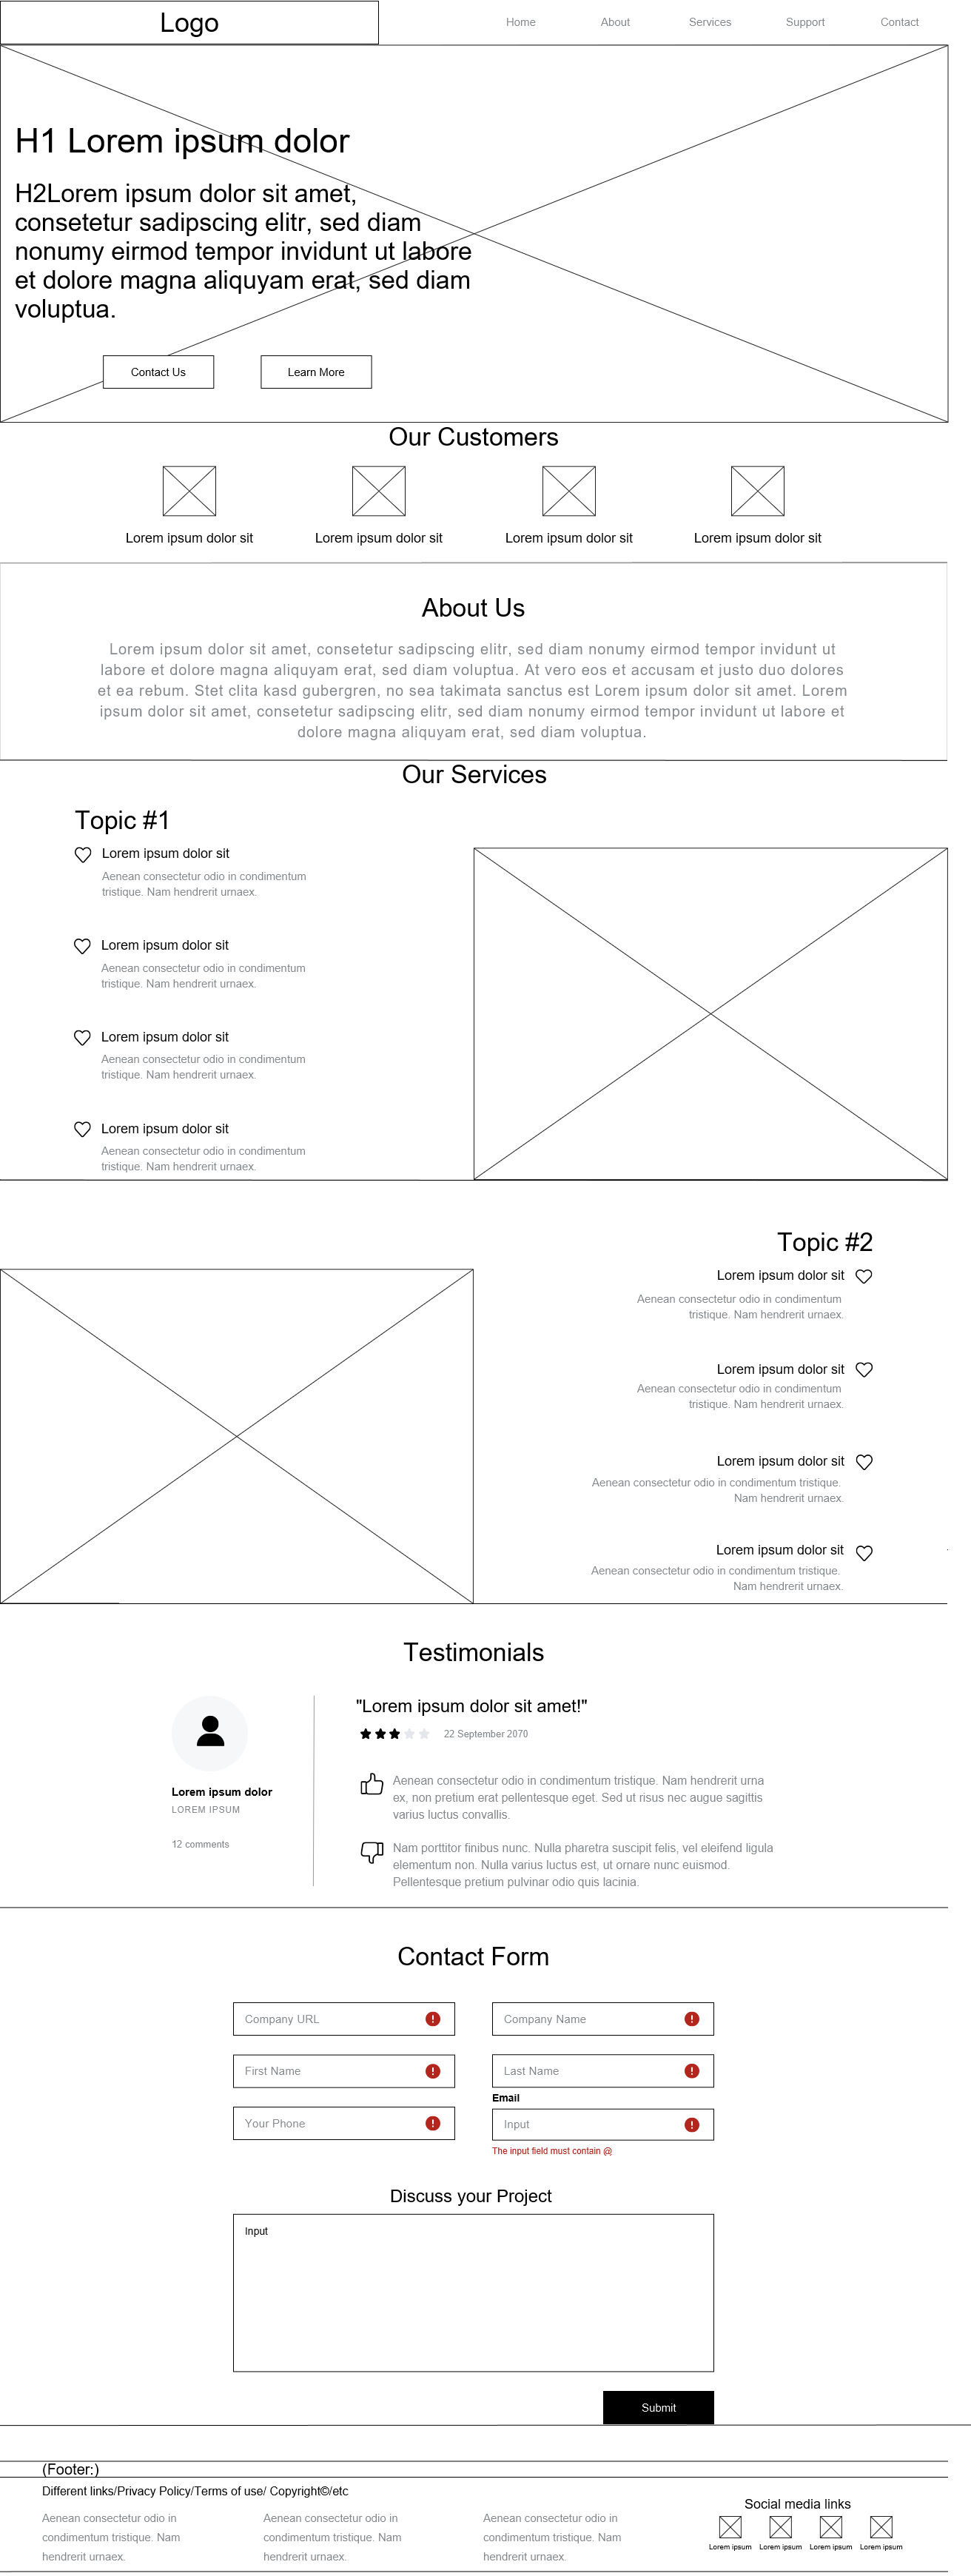 Logo
Home
About
Services
Support
Contact
H1 Lorem ipsum dolor
H2Lorem ipsum dolor sit amet,
consetetur sadipscing elitr, sed diam
nonumy eirmod tempor invidunt ut labore
et dolore magna aliquyam erat, sed diam
voluptua.
Contact Us
Learn More
Our Customers
Lorem ipsum dolor sit
Lorem ipsum dolor sit
Lorem ipsum dolor sit
Lorem ipsum dolor sit
About Us
Lorem ipsum dolor sit amet, consetetur sadipscing elitr, sed diam nonumy eirmod tempor invidunt ut
labore et dolore magna aliquyam erat, sed diam voluptua. At vero eos et accusam et justo duo dolores
et ea rebum. Stet clita kasd gubergren, no sea takimata sanctus est Lorem ipsum dolor sit amet. Lorem
ipsum dolor sit amet, consetetur sadipscing elitr, sed diam nonumy eirmod tempor invidunt ut labore et
dolore magna aliquyam erat, sed diam voluptua.
Our Services
Topic #1
Lorem ipsum dolor sit
Aenean consectetur odio in condimentum
tristique. Nam hendrerit urnaex.
Lorem ipsum dolor sit
Aenean consectetur odio in condimentum
tristique. Nam hendrerit urnaex.
Lorem ipsum dolor sit
Aenean consectetur odio in condimentum
tristique. Nam hendrerit urnaex.
Lorem ipsum dolor sit
Aenean consectetur odio in condimentum
tristique. Nam hendrerit urnaex.
Topic #2
Lorem ipsum dolor sit
Aenean consectetur odio in condimentum
tristique. Nam hendrerit urnaex.
Lorem ipsum dolor sit
Aenean consectetur odio in condimentum
tristique. Nam hendrerit urnaex.
Lorem ipsum dolor sit
Aenean consectetur odio in condimentum tristique.
Nam hendrerit urnaex.
Lorem ipsum dolor sit
Aenean consectetur odio in condimentum tristique.
Nam hendrerit urnaex.
Testimonials
Lorem ipsum dolor
LOREM IPSUM
12 comments
"Lorem ipsum dolor sit amet!"
22 September 2070
Aenean consectetur odio in condimentum tristique. Nam hendrerit urna
ex, non pretium erat pellentesque eget. Sed ut risus nec augue sagittis
varius luctus convallis.
Nam porttitor finibus nunc. Nulla pharetra suscipit felis, vel eleifend ligula
elementum non. Nulla varius luctus est, ut ornare nunc euismod.
Pellentesque pretium pulvinar odio quis lacinia.
Contact Form
Company URL
Company Name
First Name
Last Name
Email
Your Phone
Input
The input field must contain @
Discuss your Project
Input
Submit
(Footer:)
Different links/Privacy Policy/Terms of use/ Copyright©/etc
Aenean consectetur odio in
condimentum tristique. Nam
hendrerit urnaex.
Aenean consectetur odio in
condimentum tristique. Nam
hendrerit urnaex.
Aenean consectetur odio in
condimentum tristique. Nam
hendrerit urnaex.
Social media links
Lorem ipsum
Lorem ipsum
Lorem ipsum
Lorem ipsum